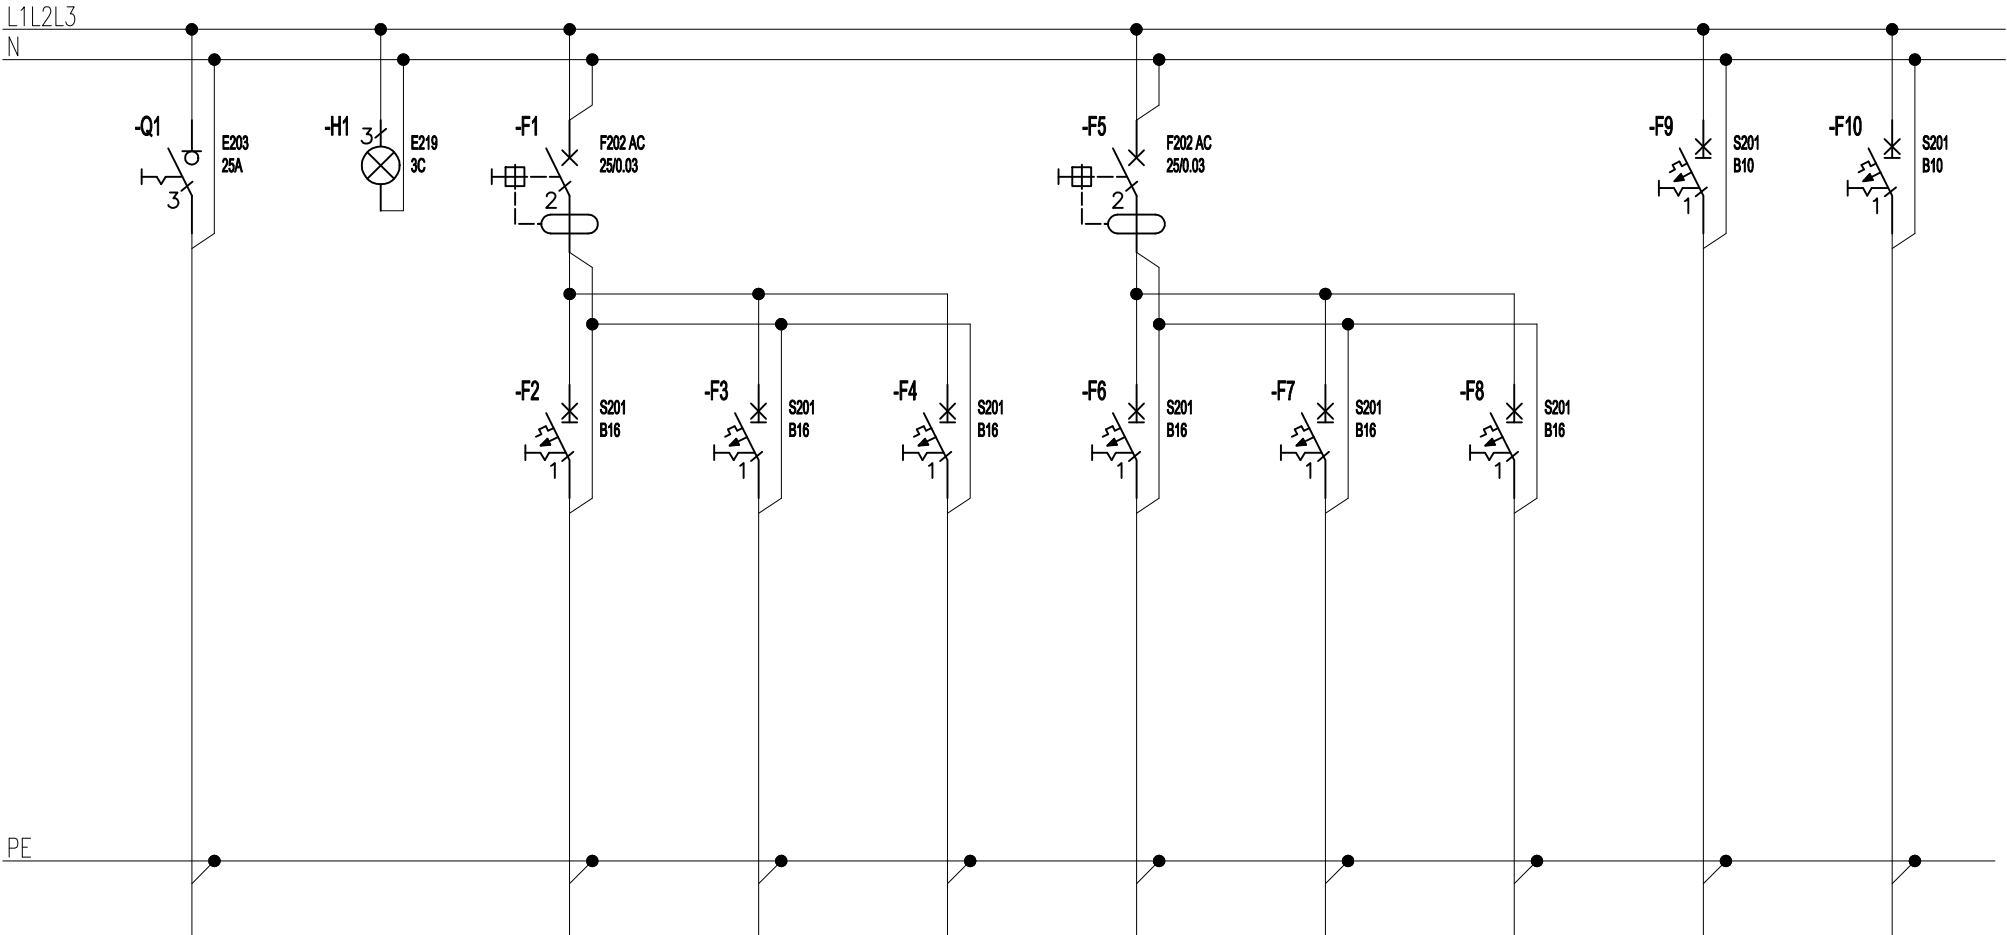 L1L2L3
N
-Q1
E203
25A
3
-H1
3
E219
3C
-F1
F202 AC
25/0.03
2
-F5
F202 AC
25/0.03
2
-F9
S201
B10
1
-F10
S201
B10
1
-F2
S201
B16
1
-F3
S201
B16
1
-F4
S201
B16
1
-F6
S201
B16
1
-F7
S201
B16
1
-F8
S201
B16
1
PE